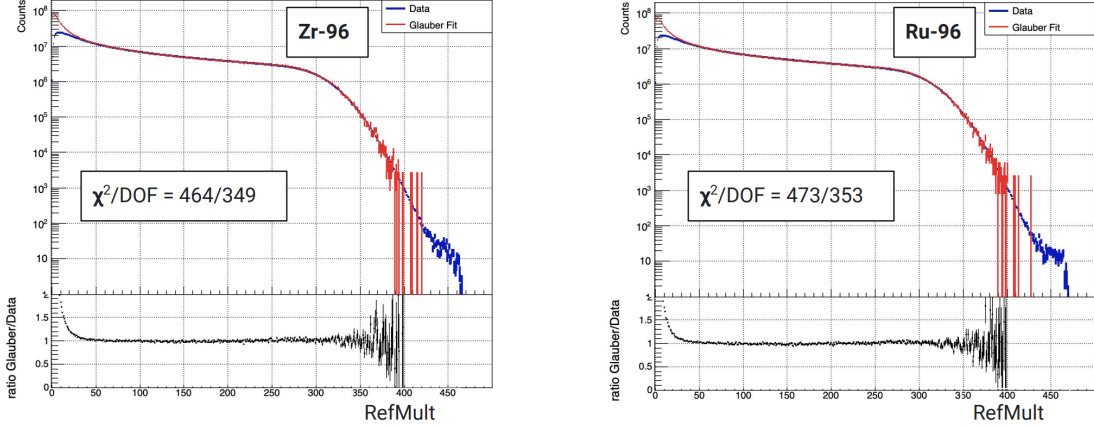 Counts
10⁸
10⁷
10⁶
10⁵
10⁴
10³
10²
10
1
Zr-96
Data
Glauber Fit
χ²/DOF = 464/349
ratio Glauber/Data
2
1.5
1
0.5
0
0 50 100 150 200 250 300 350 400 450
RefMult
Counts
10⁸
10⁷
10⁶
10⁵
10⁴
10³
10²
10
1
Ru-96
Data
Glauber Fit
χ²/DOF = 473/353
ratio Glauber/Data
2
1.5
1
0.5
0
0 50 100 150 200 250 300 350 400 450
RefMult